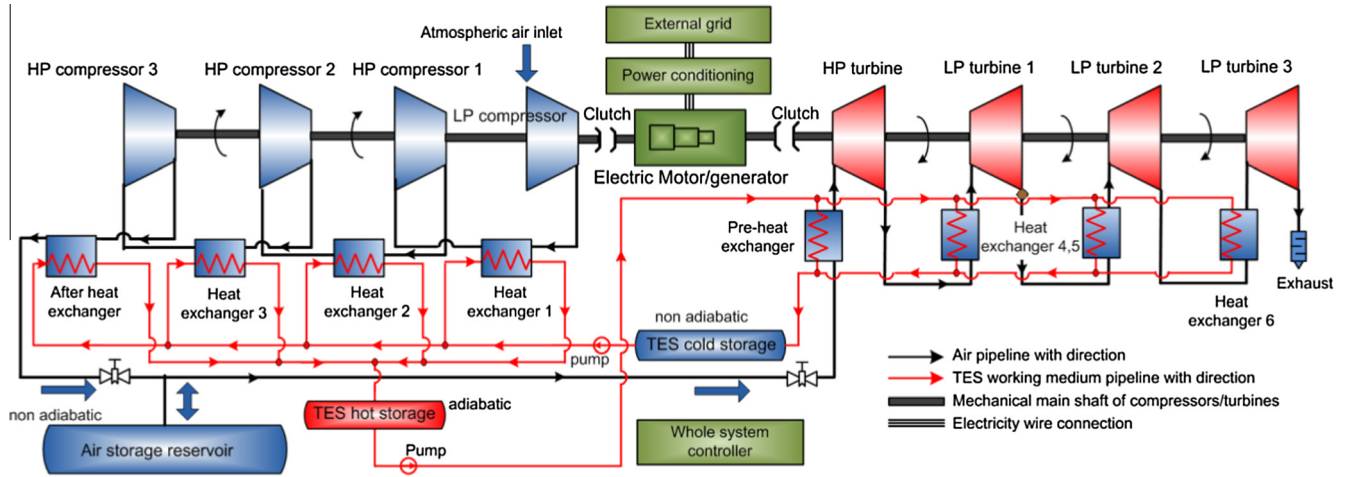 External grid
Atmospheric air inlet
HP compressor 3
HP compressor 2
HP compressor 1
Power conditioning
HP turbine
LP turbine 1
LP turbine 2
LP turbine 3
LP compressor
Clutch
Clutch
Electric Motor/generator
Pre-heat
exchanger
Heat
exchanger 4,5
Exhaust
After heat
exchanger
Heat
exchanger 3
Heat
exchanger 2
Heat
exchanger 1
Heat
exchanger 6
non adiabatic
TES cold storage
pump
Air pipeline with direction
TES working medium pipeline with direction
Mechanical main shaft of compressors/turbines
Electricity wire connection
non adiabatic
TES hot storage
adiabatic
Air storage reservoir
Pump
Whole system
controller